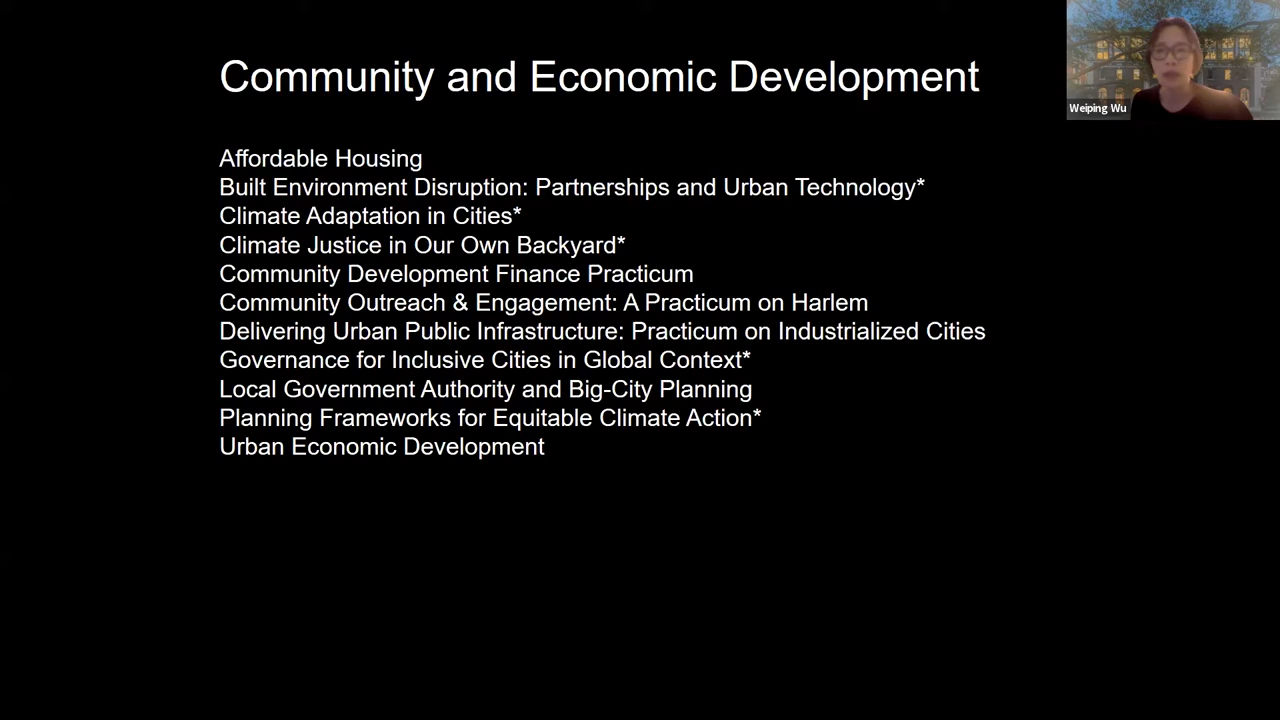 Community and Economic Development
Weiping Wu
Affordable Housing
Built Environment Disruption: Partnerships and Urban Technology*
Climate Adaptation in Cities*
Climate Justice in Our Own Backyard*
Community Development Finance Practicum
Community Outreach & Engagement: A Practicum on Harlem
Delivering Urban Public Infrastructure: Practicum on Industrialized Cities
Governance for Inclusive Cities in Global Context*
Local Government Authority and Big-City Planning
Planning Frameworks for Equitable Climate Action*
Urban Economic Development